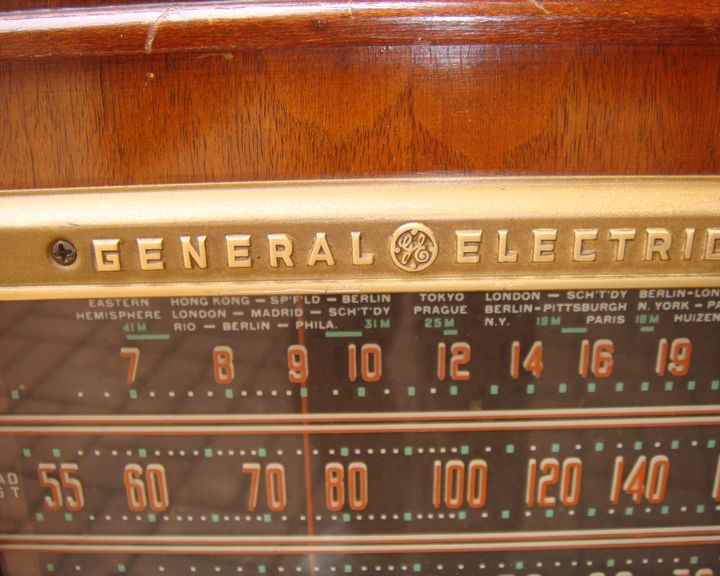 GENERAL GE ELECTRIC
EASTERN HONG KONG – SP'F'LD – BERLIN TOKYO LONDON – SCH'T'DY BERLIN–LON
HEMISPHERE LONDON – MADRID – SCH'T'DY PRAGUE BERLIN–PITTSBURGH N. YORK – PA
41M RIO – BERLIN – PHILA. 31M 25M N.Y. 19M PARIS 16M HUIZEN
7 8 9 10 12 14 16 19
AD
ST
55 60 70 80 100 120 140